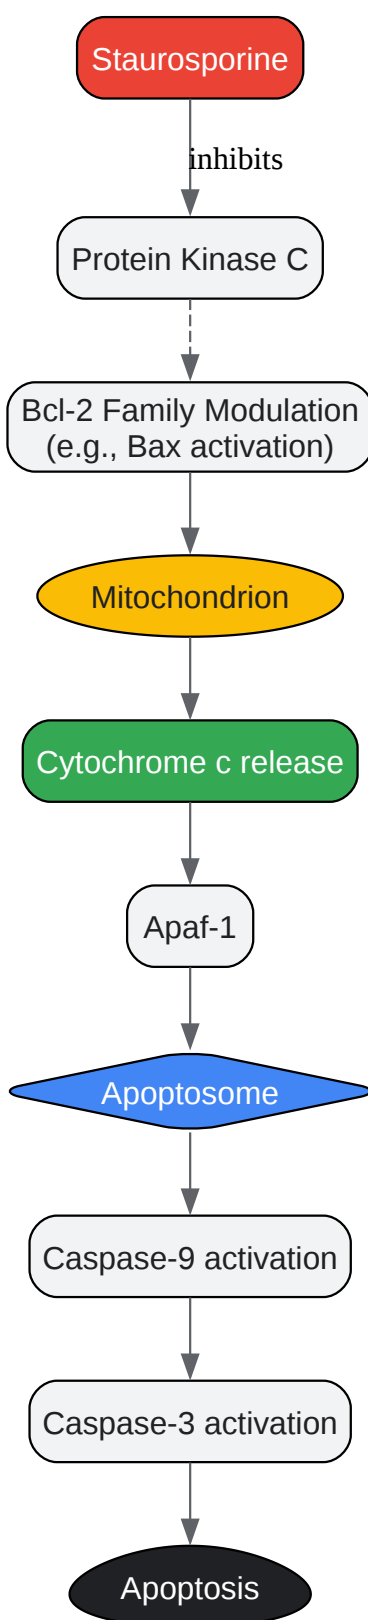 Staurosporine
inhibits
Protein Kinase C
Bcl-2 Family Modulation
(e.g., Bax activation)
Mitochondrion
Cytochrome c release
Apaf-1
Apoptosome
Caspase-9 activation
Caspase-3 activation
Apoptosis